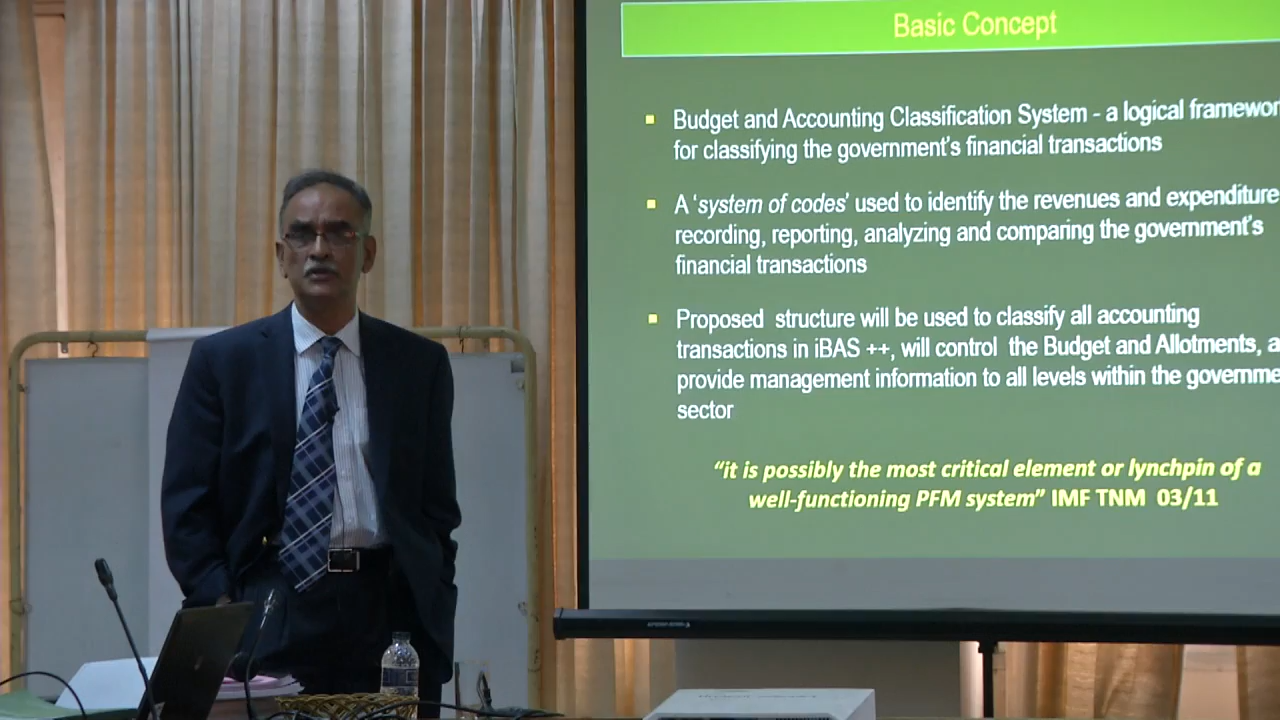 Basic Concept
Budget and Accounting Classification System - a logical framewor
for classifying the government's financial transactions
A 'system of codes' used to identify the revenues and expenditure
recording, reporting, analyzing and comparing the government's
financial transactions
Proposed structure will be used to classify all accounting
transactions in iBAS ++, will control the Budget and Allotments, a
provide management information to all levels within the governme
sector
"it is possibly the most critical element or lynchpin of a
well-functioning PFM system" IMF TNM 03/11